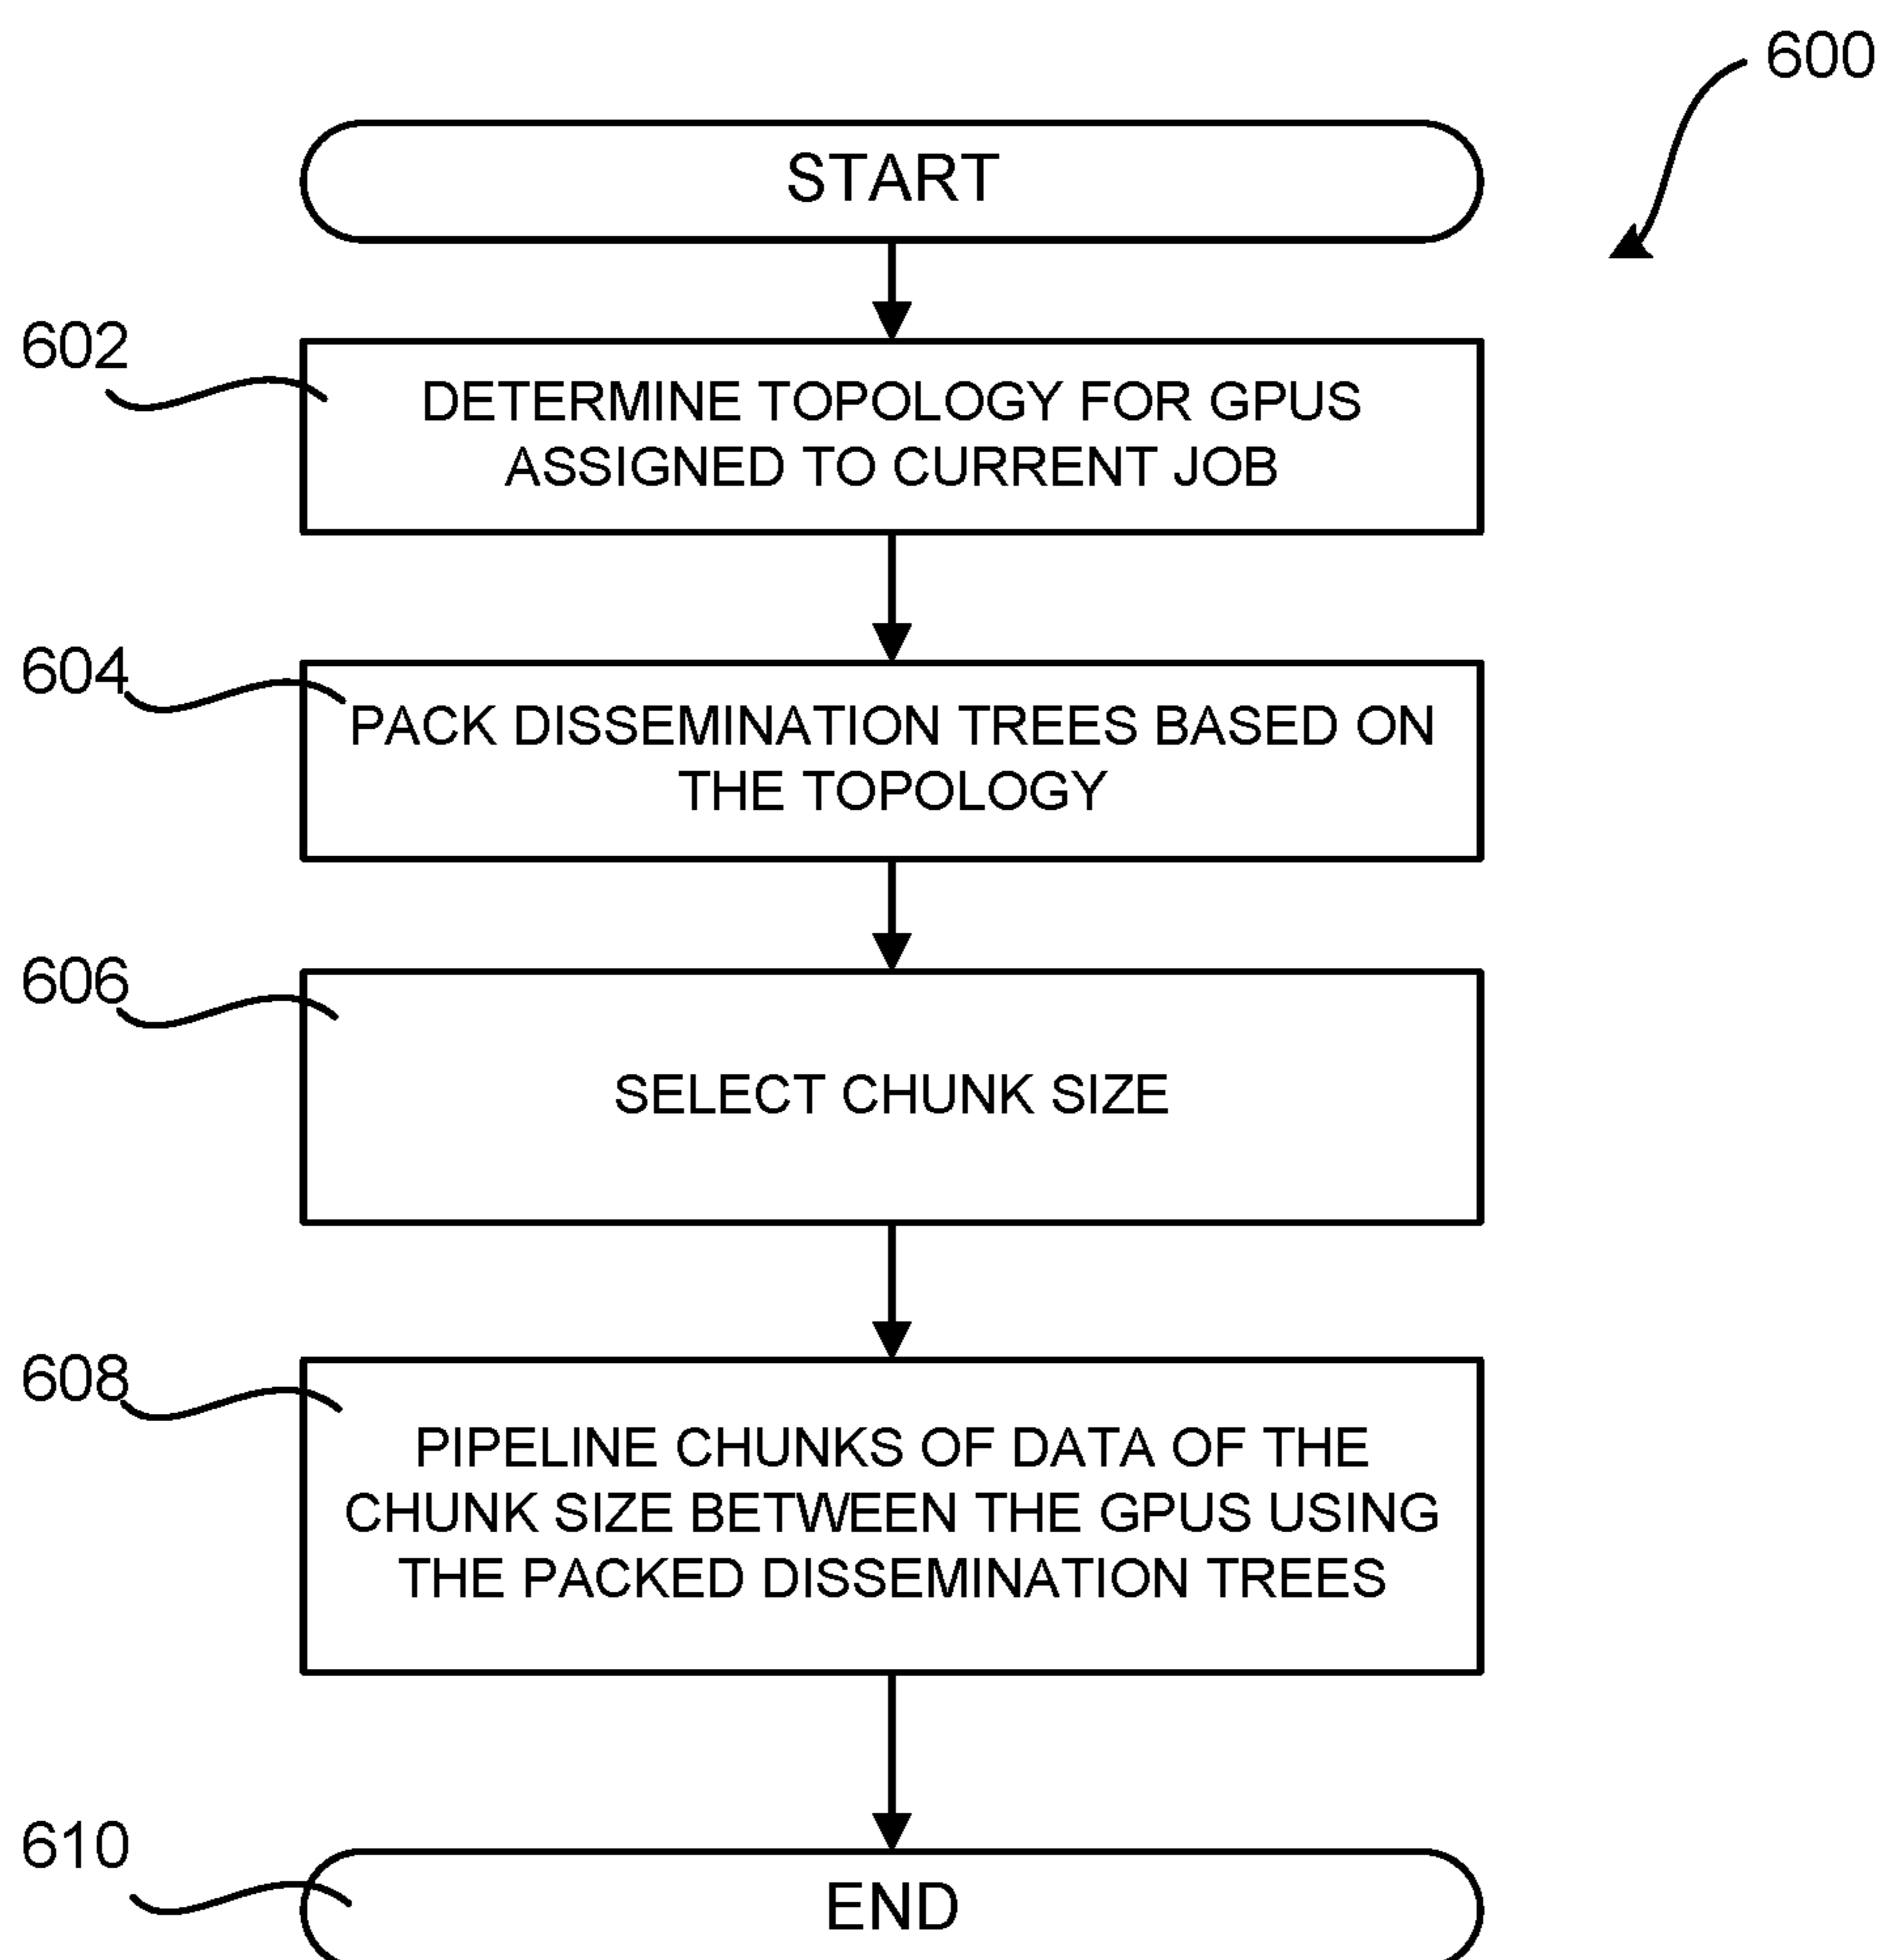 600
START
602
DETERMINE TOPOLOGY FOR GPUS
ASSIGNED TO CURRENT JOB
604
PACK DISSEMINATION TREES BASED ON
THE TOPOLOGY
606
SELECT CHUNK SIZE
608
PIPELINE CHUNKS OF DATA OF THE
CHUNK SIZE BETWEEN THE GPUS USING
THE PACKED DISSEMINATION TREES
610
END